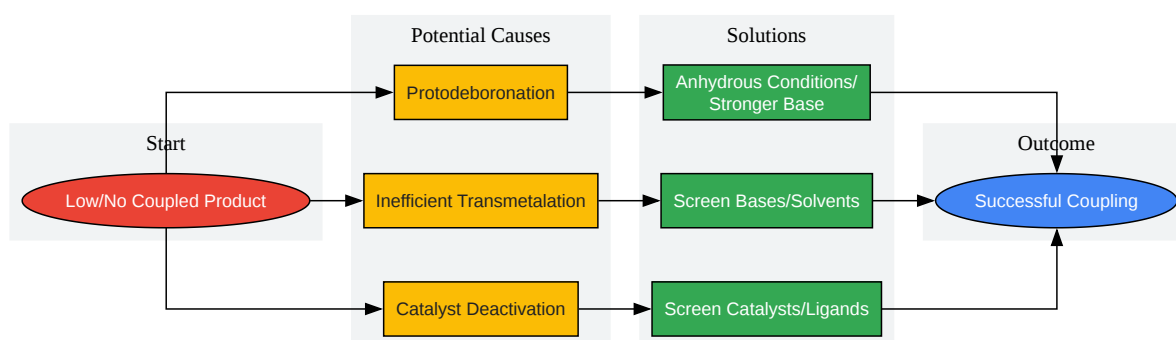 Potential Causes
Solutions
Protodeboronation
Anhydrous Conditions/
Stronger Base
Start
Outcome
Low/No Coupled Product
Inefficient Transmetalation
Screen Bases/Solvents
Successful Coupling
Catalyst Deactivation
Screen Catalysts/Ligands